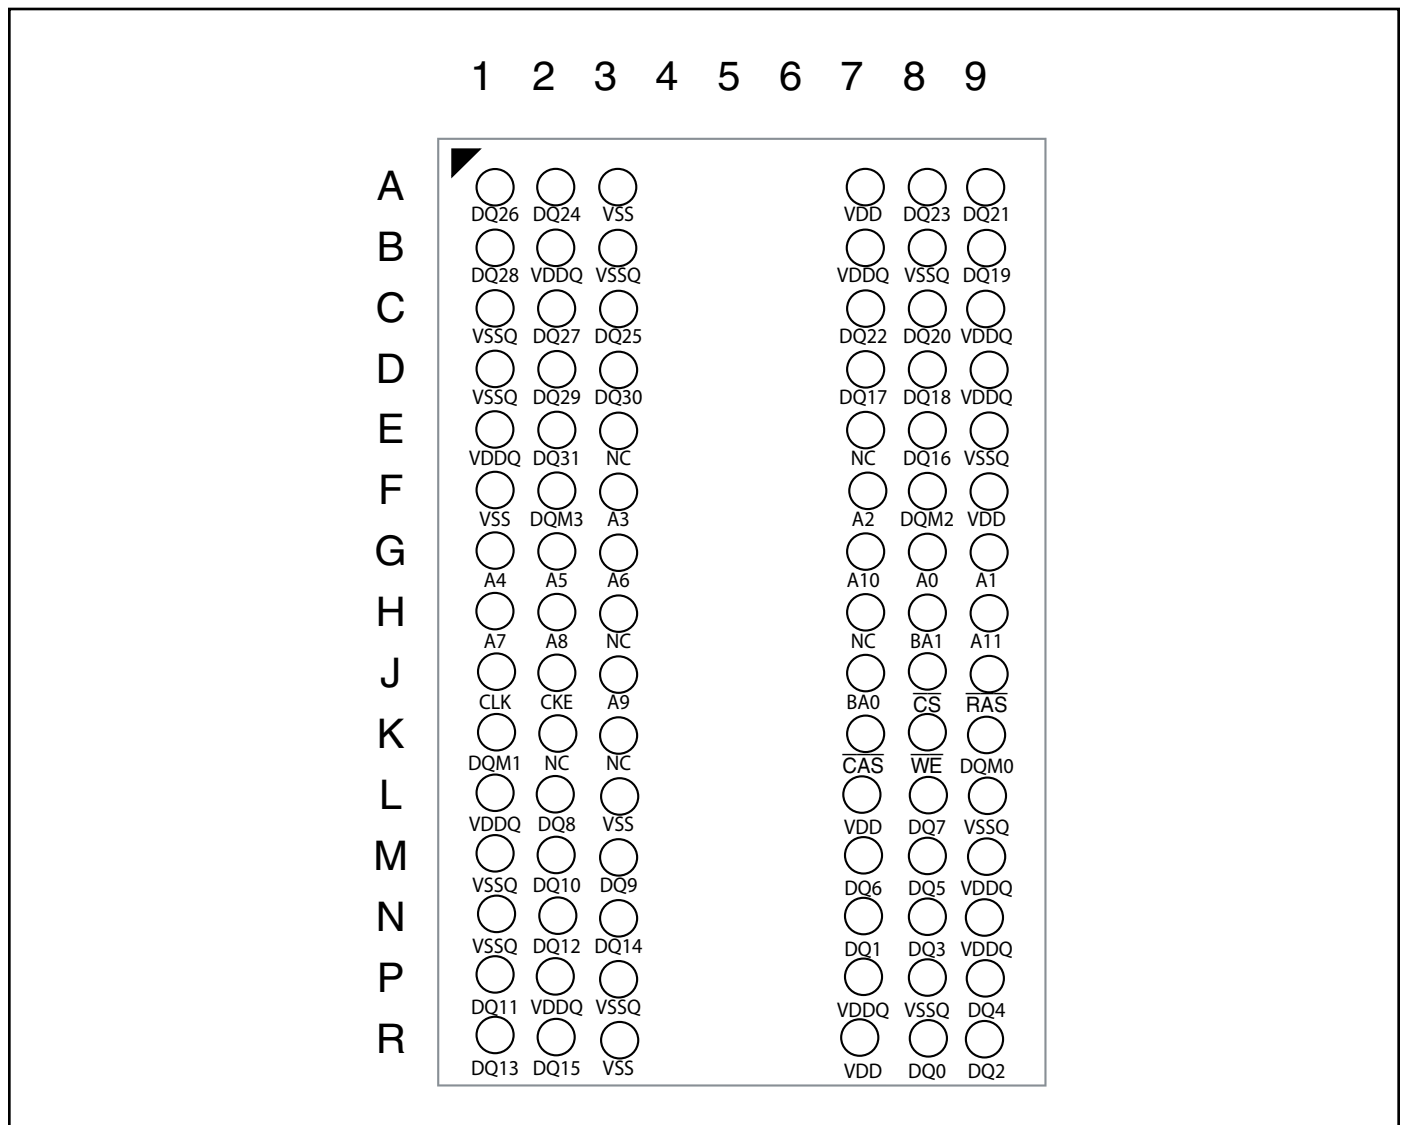 1 2 3 4 5 6 7 8 9
A
DQ26 DQ24 VSS VDD DQ23 DQ21
B
DQ28 VDDQ VSSQ VDDQ VSSQ DQ19
C
VSSQ DQ27 DQ25 DQ22 DQ20 VDDQ
D
VSSQ DQ29 DQ30 DQ17 DQ18 VDDQ
E
VDDQ DQ31 NC NC DQ16 VSSQ
F
VSS DQM3 A3 A2 DQM2 VDD
G
A4 A5 A6 A10 A0 A1
H
A7 A8 NC NC BA1 A11
J
CLK CKE A9 BA0 C̅S̅ R̅A̅S̅
K
DQM1 NC NC C̅A̅S̅ W̅E̅ DQM0
L
VDDQ DQ8 VSS VDD DQ7 VSSQ
M
VSSQ DQ10 DQ9 DQ6 DQ5 VDDQ
N
VSSQ DQ12 DQ14 DQ1 DQ3 VDDQ
P
DQ11 VDDQ VSSQ VDDQ VSSQ DQ4
R
DQ13 DQ15 VSS VDD DQ0 DQ2